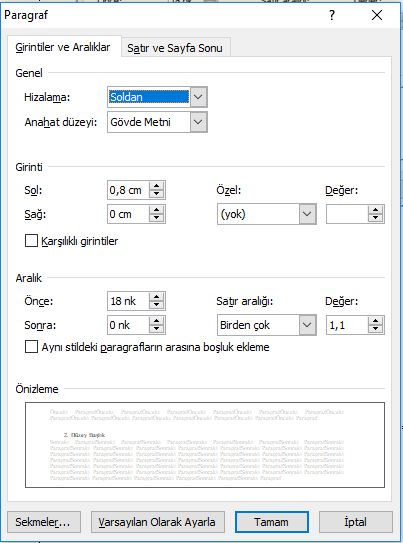 Paragraf
Girintiler ve Aralıklar Satır ve Sayfa Sonu
Genel
Hizalama: Soldan
Anahat düzeyi: Gövde Metni
Girinti
Sol: 0,8 cm Özel: Değer:
Sağ: 0 cm (yok)
Karşılıklı girintiler
Aralık
Önce: 18 nk Satır aralığı: Değer:
Sonra: 0 nk Birden çok 1,1
Aynı stildeki paragrafların arasına boşluk ekleme
Önizleme
2. Düzey Başlık
Sekmeler... Varsayılan Olarak Ayarla Tamam İptal